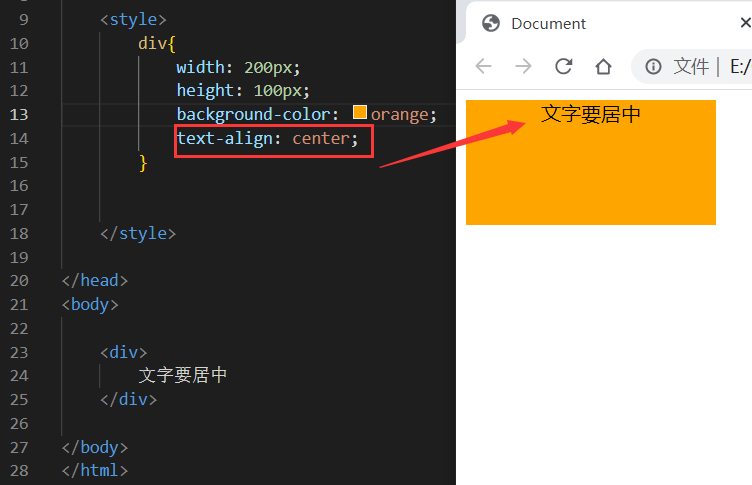 9 <style>
10 div{
11 width: 200px;
12 height: 100px;
13 background-color: orange;
14 text-align: center;
15 }
16
17
18 </style>
19
20 </head>
21 <body>
22
23 <div>
24 文字要居中
25 </div>
26
27 </body>
28 </html>
Document
文件 | E:/
文字要居中